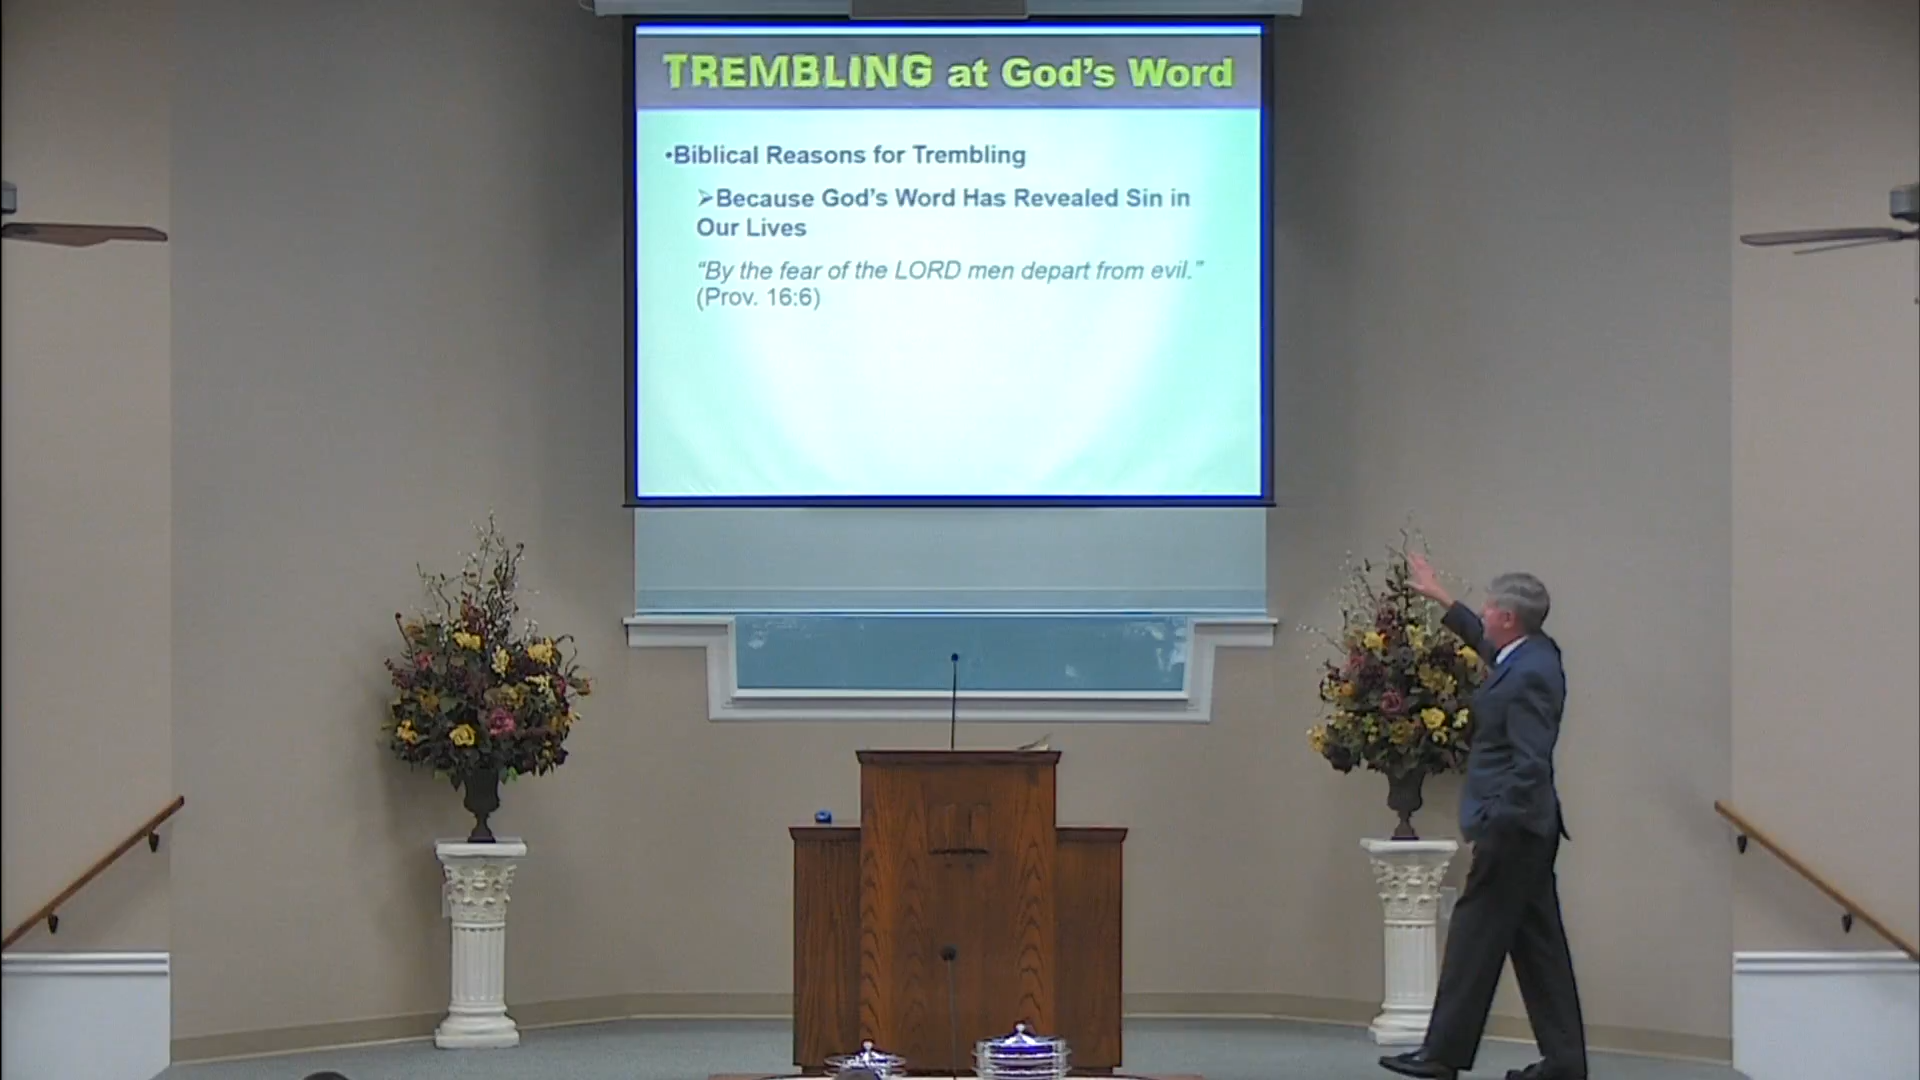 TREMBLING at God's Word
•Biblical Reasons for Trembling
➢Because God's Word Has Revealed Sin in
Our Lives
“By the fear of the LORD men depart from evil.”
(Prov. 16:6)